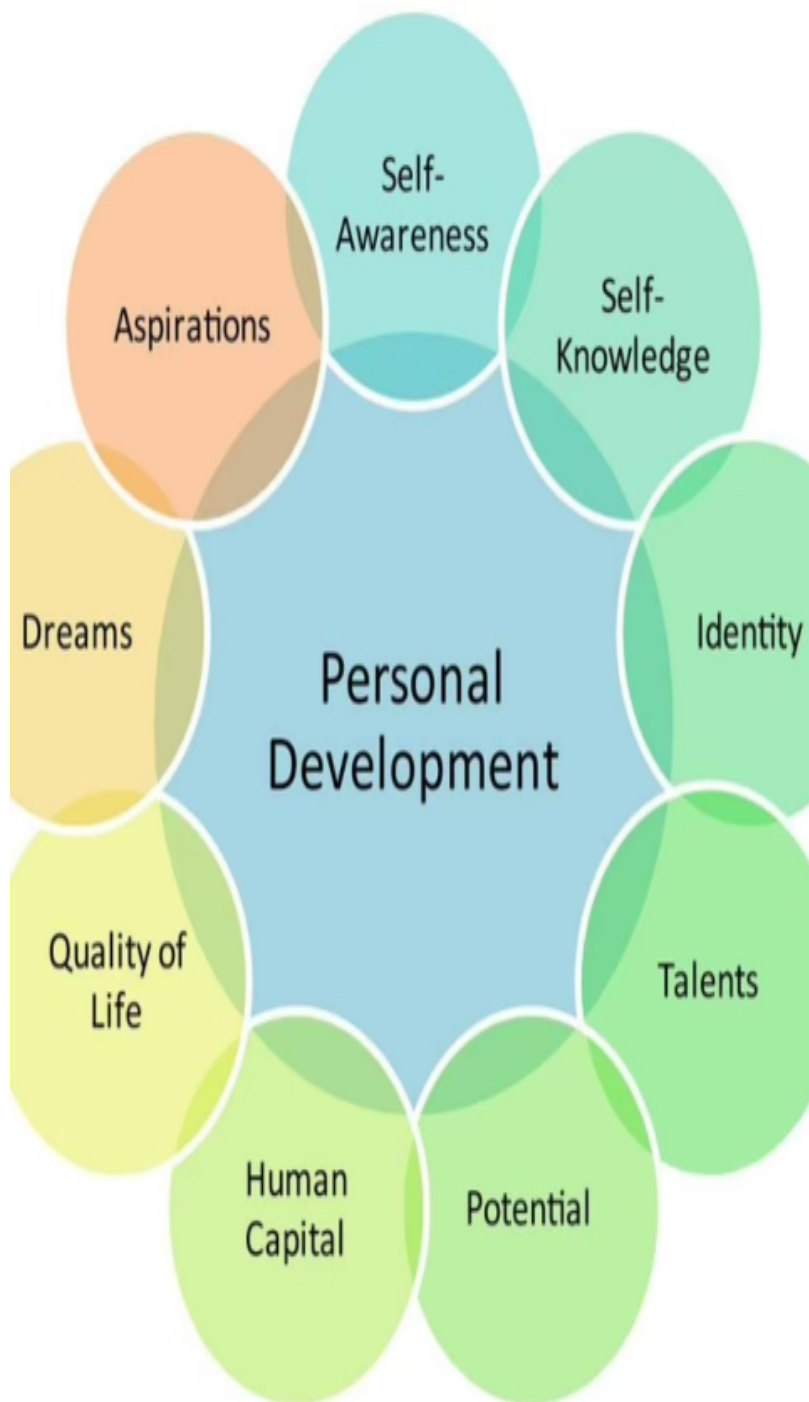 Self-
Awareness
Self-
Knowledge
Identity
Talents
Potential
Human
Capital
Quality of
Life
Dreams
Aspirations
Personal
Development